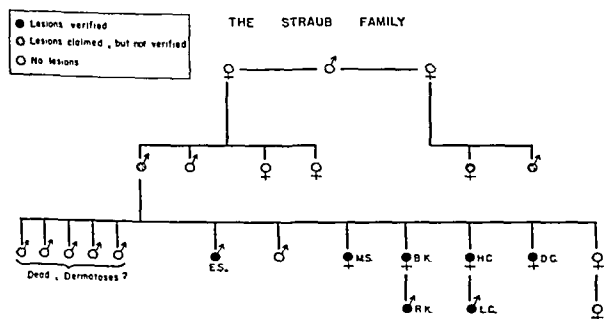 THE STRAUB FAMILY
Lesions verified
Lesions claimed, but not verified
No lesions
E.S.
M.S.
B.K.
H.C.
D.C.
Dead, Dermatoses?
R.K.
L.C.